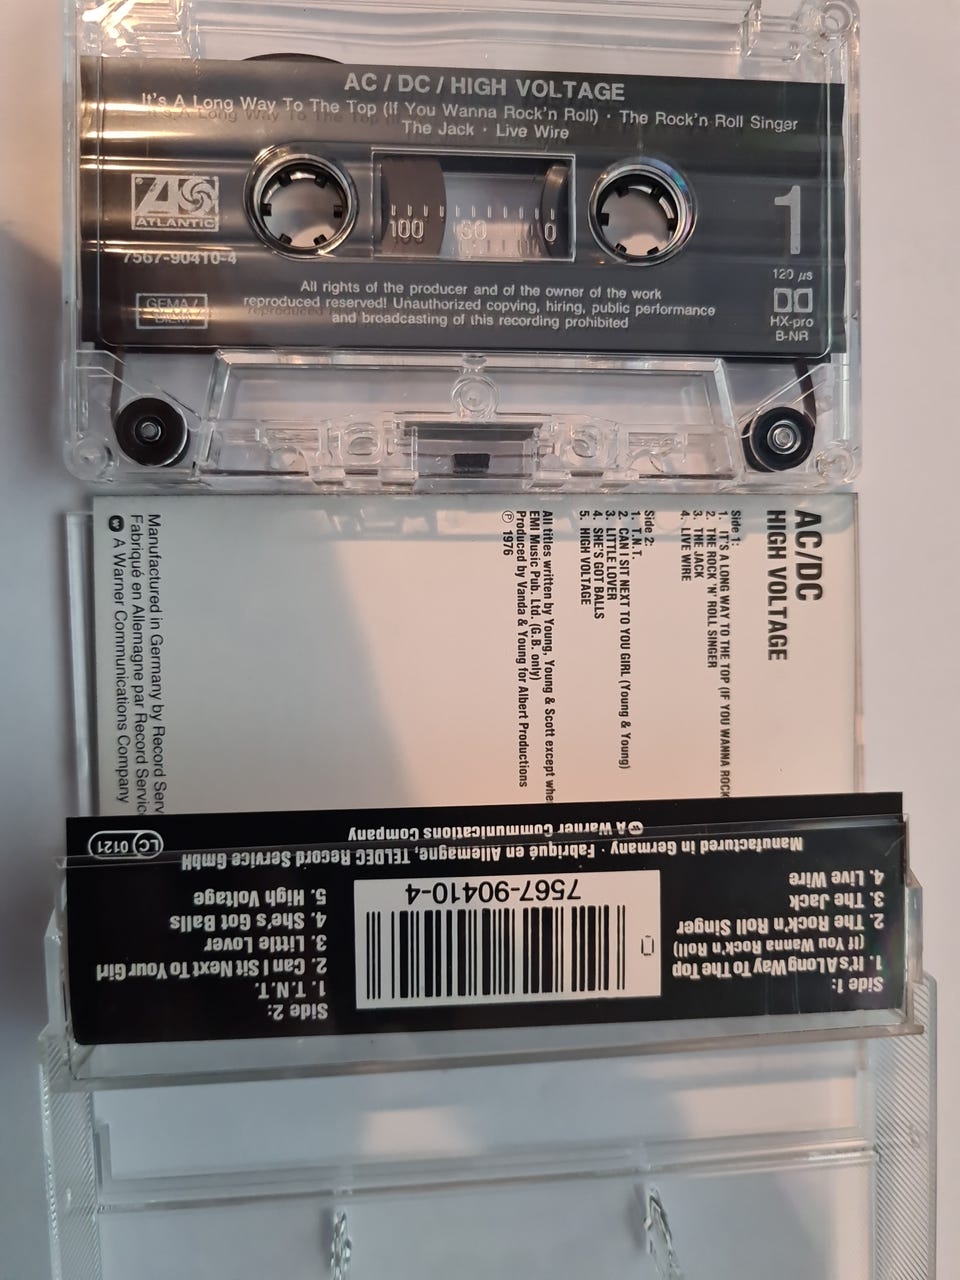 AC / DC / HIGH VOLTAGE
It's A Long Way To The Top (If You Wanna Rock'n Roll) · The Rock'n Roll Singer
The Jack · Live Wire
ATLANTIC
7567-90410-4
GEMA/
BIEM
100 50 0
1
120 µs
HX-pro
B-NR
All rights of the producer and of the owner of the work
reproduced reserved! Unauthorized copying, hiring, public performance
and broadcasting of this recording prohibited
AC/DC
HIGH VOLTAGE
Side 1:
1. IT'S A LONG WAY TO THE TOP (IF YOU WANNA ROCK
2. THE ROCK 'N' ROLL SINGER
3. THE JACK
4. LIVE WIRE
Side 2:
1. T.N.T.
2. CAN I SIT NEXT TO YOU GIRL (Young & Young)
3. LITTLE LOVER
4. SHE'S GOT BALLS
5. HIGH VOLTAGE
All titles written by Young, Young & Scott except whe
EMI Music Pub. Ltd. (G.B. only)
Produced by Vanda & Young for Albert Productions
℗ 1976
Manufactured in Germany by Record Serv
Fabriqué en Allemagne par Record Servic
A Warner Communications Company
Side 1:
1. It's A Long Way To The Top
(If You Wanna Rock'n Roll)
2. The Rock'n Roll Singer
3. The Jack
4. Live Wire
7567-90410-4
Side 2:
1. T.N.T.
2. Can I Sit Next To Your Girl
3. Little Lover
4. She's Got Balls
5. High Voltage
Manufactured in Germany · Fabriqué en Allemagne, TELDEC Record Service GmbH
A Warner Communications Company
LC 0121